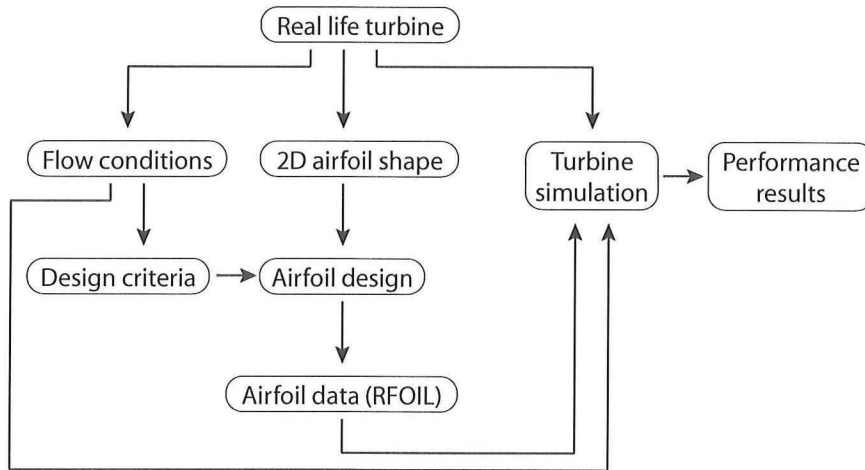 Real life turbine
Flow conditions
2D airfoil shape
Turbine
simulation
Performance
results
Design criteria
Airfoil design
Airfoil data (RFOIL)